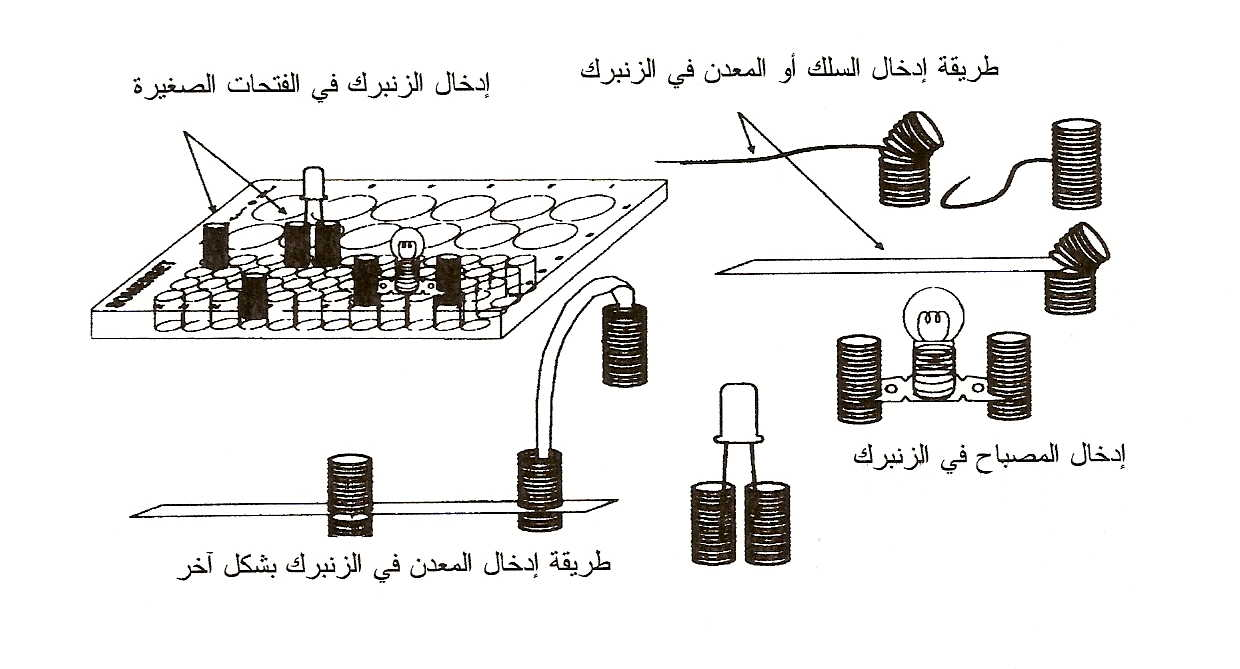 طريقة إدخال السلك أو المعدن في الزنبرك
إدخال الزنبرك في الفتحات الصغيرة
إدخال المصباح في الزنبرك
طريقة إدخال المعدن في الزنبرك بشكل آخر